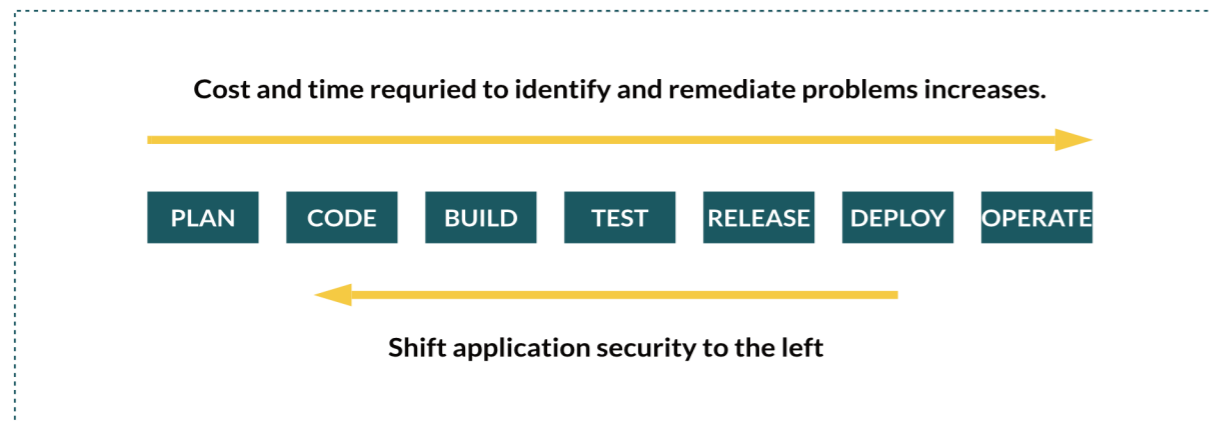 Cost and time requried to identify and remediate problems increases.
PLAN CODE BUILD TEST RELEASE DEPLOY OPERATE
Shift application security to the left